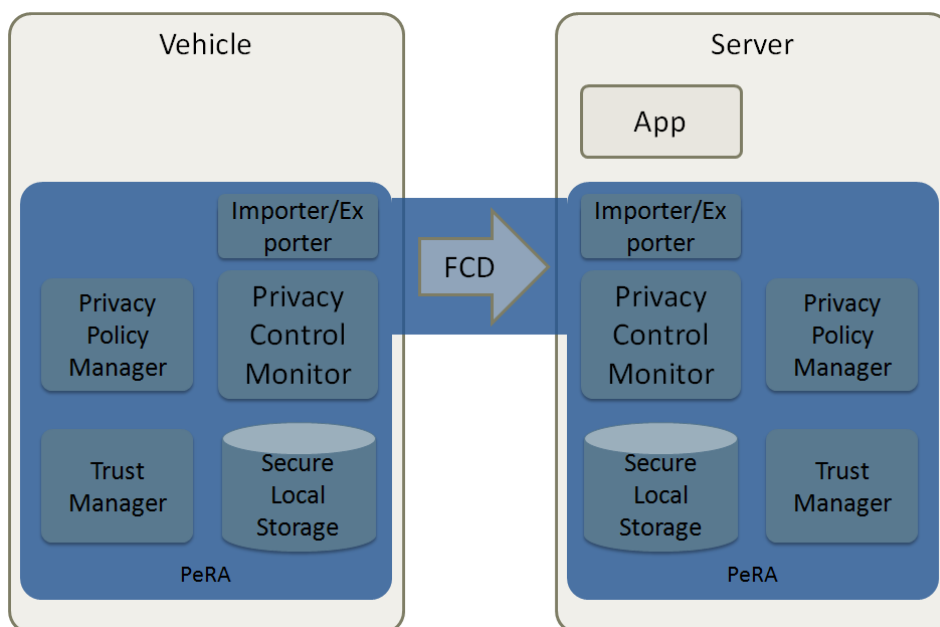 Vehicle
Importer/Ex
porter
Privacy
Policy
Manager
Privacy
Control
Monitor
Trust
Manager
Secure
Local
Storage
PeRA
FCD
Server
App
Importer/Ex
porter
Privacy
Control
Monitor
Privacy
Policy
Manager
Secure
Local
Storage
Trust
Manager
PeRA